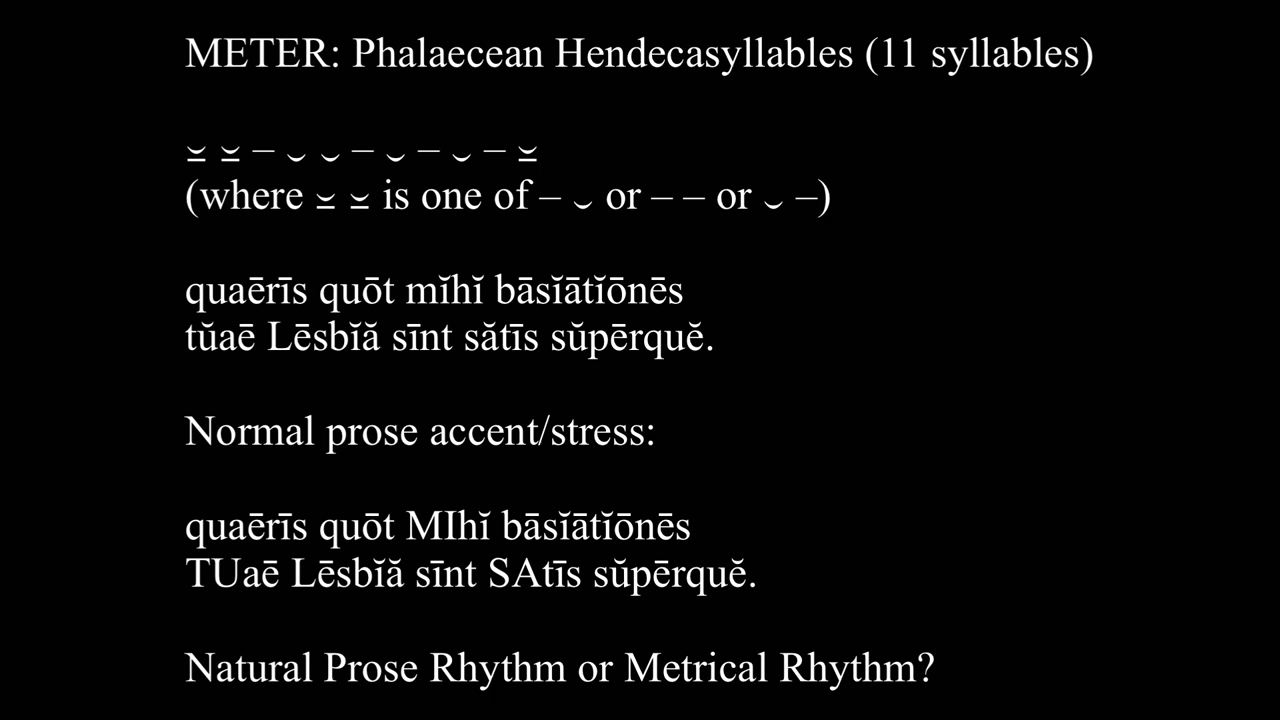 METER: Phalaecean Hendecasyllables (11 syllables)
⏓ ⏓ – ⏑ ⏑ – ⏑ – ⏑ – ⏓
(where ⏓ ⏓ is one of – ⏑ or – – or ⏑ –)
quaērīs quōt mĭhĭ bāsĭātĭōnēs
tŭaē Lēsbĭă sīnt sătīs sŭpērquĕ.
Normal prose accent/stress:
quaērīs quōt MIhĭ bāsĭātĭōnēs
TUaē Lēsbĭă sīnt SAtīs sŭpērquĕ.
Natural Prose Rhythm or Metrical Rhythm?